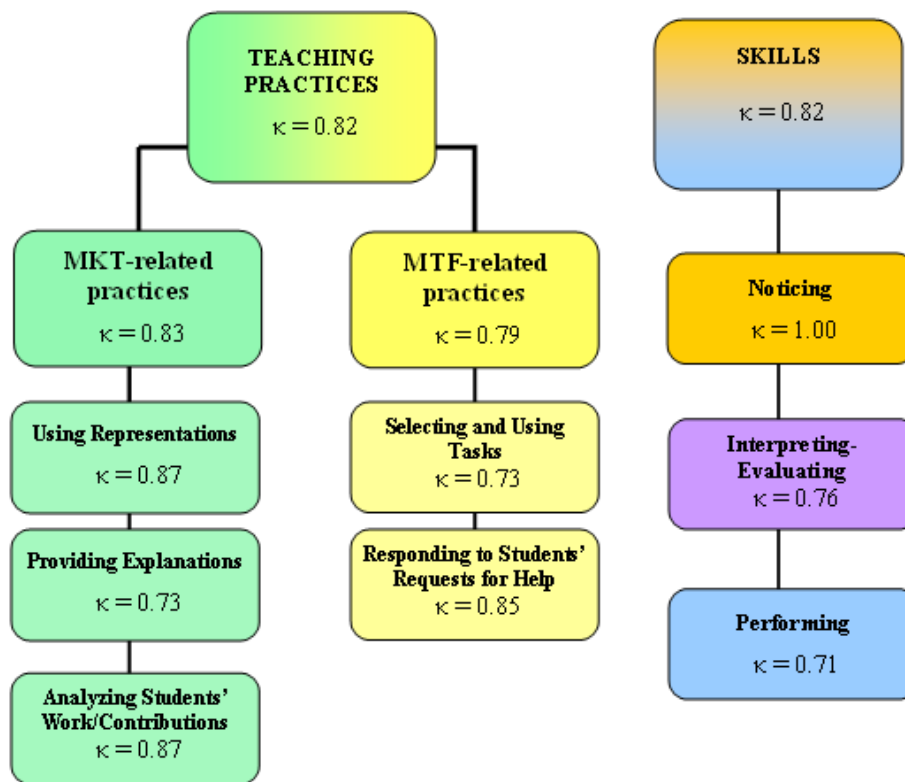 TEACHING
PRACTICES
κ = 0.82
SKILLS
κ = 0.82
MKT-related
practices
κ = 0.83
MTF-related
practices
κ = 0.79
Noticing
κ = 1.00
Using Representations
κ = 0.87
Selecting and Using
Tasks
κ = 0.73
Interpreting-
Evaluating
κ = 0.76
Providing Explanations
κ = 0.73
Responding to Students’
Requests for Help
κ = 0.85
Performing
κ = 0.71
Analyzing Students’
Work/Contributions
κ = 0.87